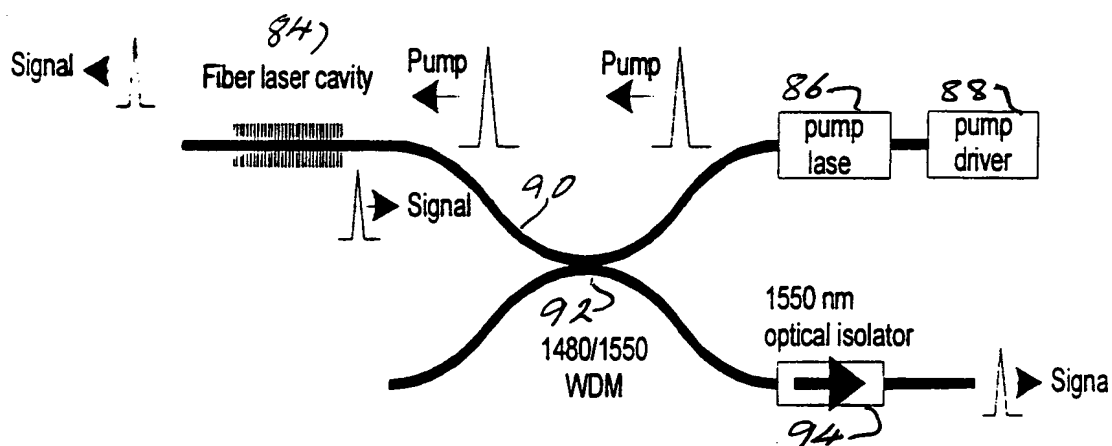 84
Signal
Fiber laser cavity
Pump
Pump
86
88
pump
lase
pump
driver
Signal
90
92
1480/1550
WDM
1550 nm
optical isolator
Signa
94